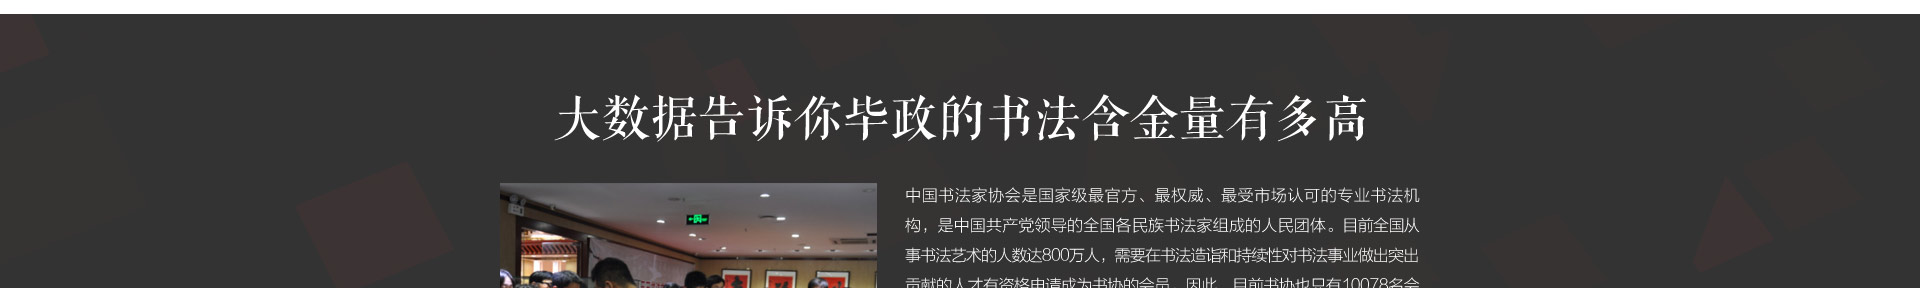 大数据告诉你毕政的书法含金量有多高
中国书法家协会是国家级最官方、最权威、最受市场认可的专业书法机
构，是中国共产党领导的全国各民族书法家组成的人民团体。目前全国从
事书法艺术的人数达800万人，需要在书法造诣和持续性对书法事业做出突出
贡献的人才有资格申请成为书协的会员。因此，目前书协也只有10078名会